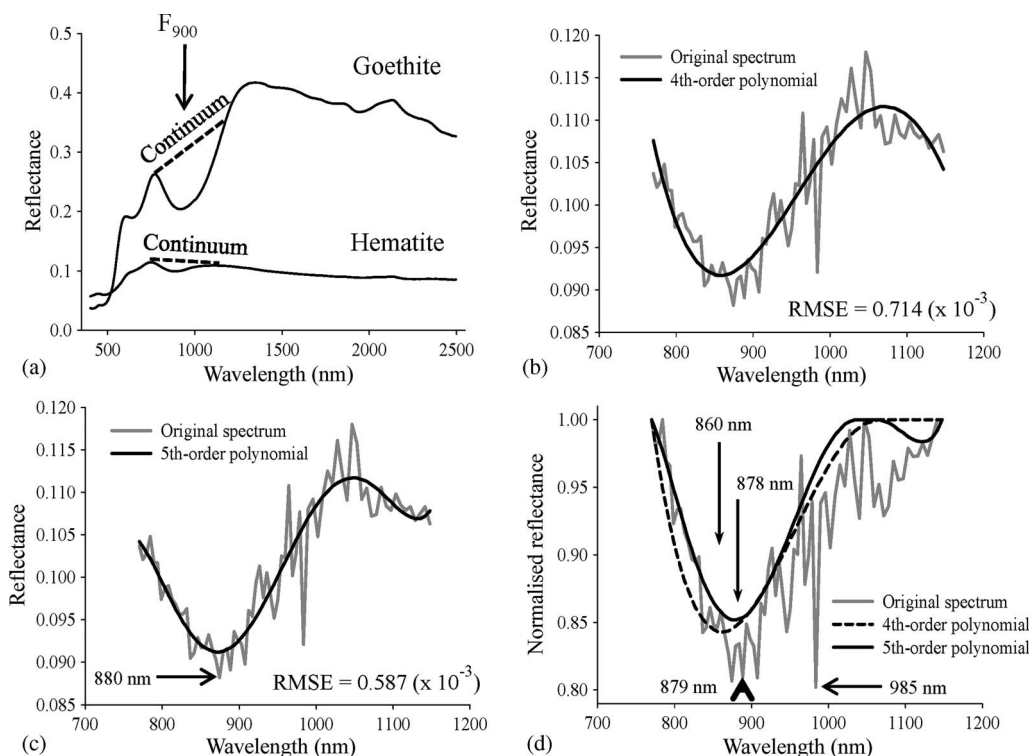 F900
Goethite
Continuum
Continuum
Hematite
0.5
0.4
0.3
0.2
0.1
0.0
Reflectance
500 1000 1500 2000 2500
Wavelength (nm)
(a)
Original spectrum
4th-order polynomial
0.120
0.115
0.110
0.105
0.100
0.095
0.090
0.085
Reflectance
RMSE = 0.714 (x 10-3)
700 800 900 1000 1100 1200
Wavelength (nm)
(b)
Original spectrum
5th-order polynomial
0.120
0.115
0.110
0.105
0.100
0.095
0.090
0.085
Reflectance
880 nm
RMSE = 0.587 (x 10-3)
700 800 900 1000 1100 1200
Wavelength (nm)
(c)
1.00
0.95
0.90
0.85
0.80
Normalised reflectance
860 nm
878 nm
Original spectrum
4th-order polynomial
5th-order polynomial
879 nm
985 nm
700 800 900 1000 1100 1200
Wavelength (nm)
(d)